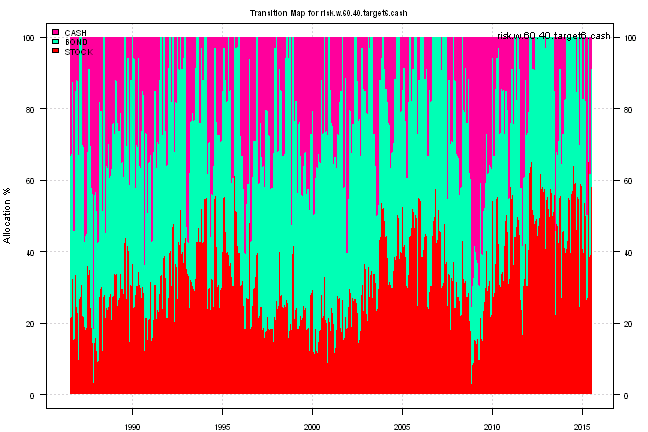 Transition Map for risk.w.60.40.target6.cash
risk.w.60.40.target6.cash
CASH
BOND
STOCK
Allocation %
100
80
60
40
20
0
100
80
60
40
20
0
1990 1995 2000 2005 2010 2015